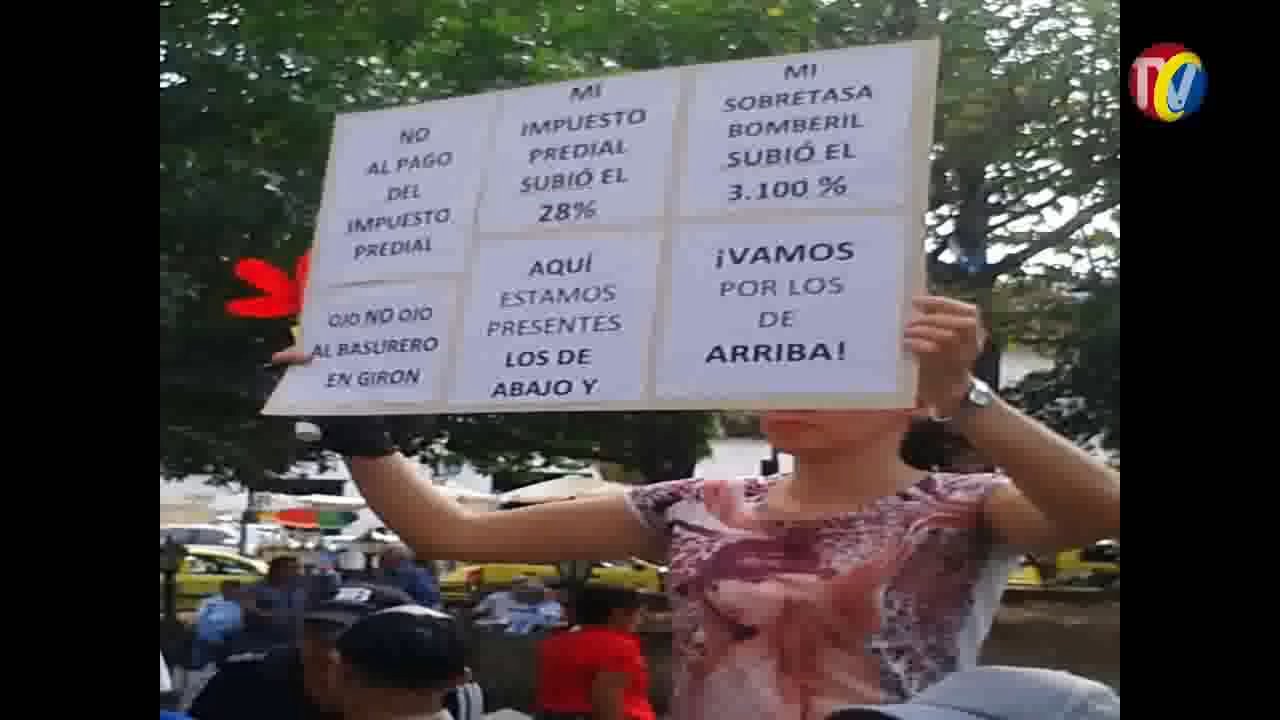 NO
AL PAGO
DEL
IMPUESTO
PREDIAL
MI
IMPUESTO
PREDIAL
SUBIÓ EL
28%
MI
SOBRETASA
BOMBERIL
SUBIÓ EL
3.100 %
OJO NO OJO
AL BASURERO
EN GIRON
AQUÍ
ESTAMOS
PRESENTES
LOS DE
ABAJO Y
¡VAMOS
POR LOS
DE
ARRIBA!
TCV